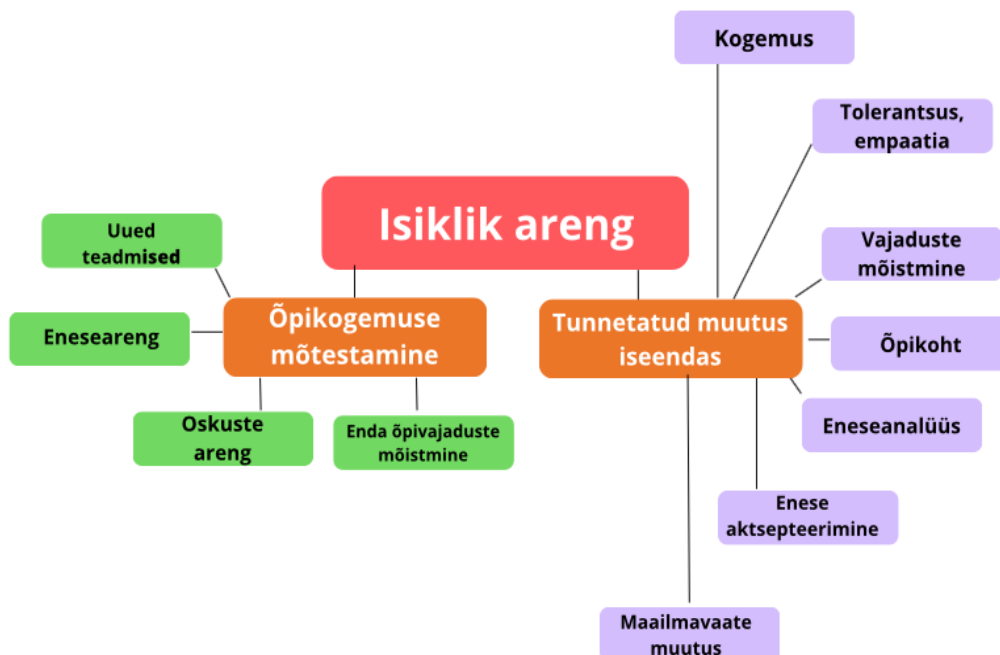 Kogemus
Tolerantsus,
empaatia
Isiklik areng
Uued
teadmised
Vajaduste
mõistmine
Õpikogemuse
mõtestamine
Tunnetatud muutus
iseendas
Eneseareng
Õpikoht
Oskuste
areng
Enda õpivajaduste
mõistmine
Eneseanalüüs
Enese
aktsepteerimine
Maailmavaate
muutus